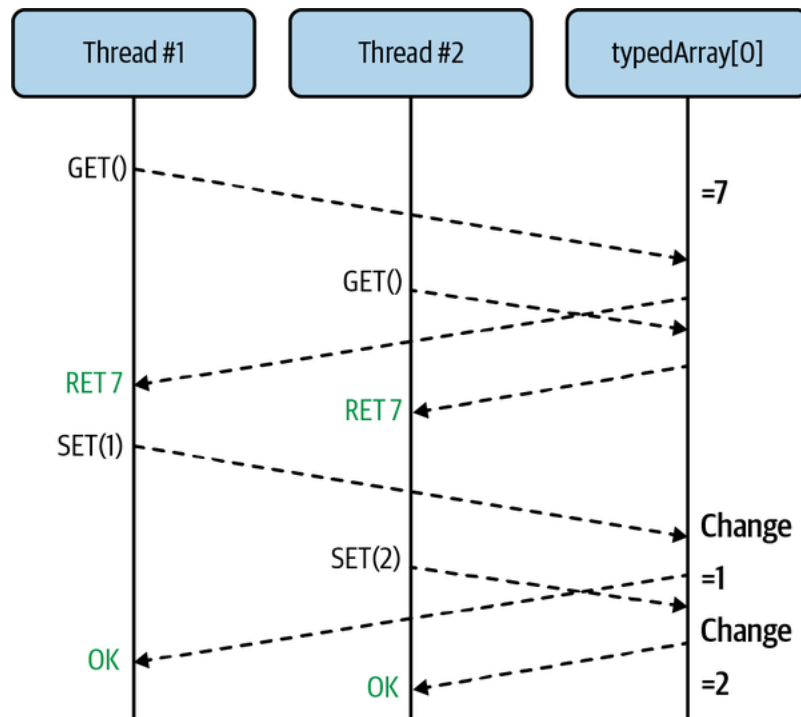 Thread #1
Thread #2
typedArray[0]
GET()
=7
GET()
RET 7
RET 7
SET(1)
Change
SET(2)
=1
Change
OK
=2
OK